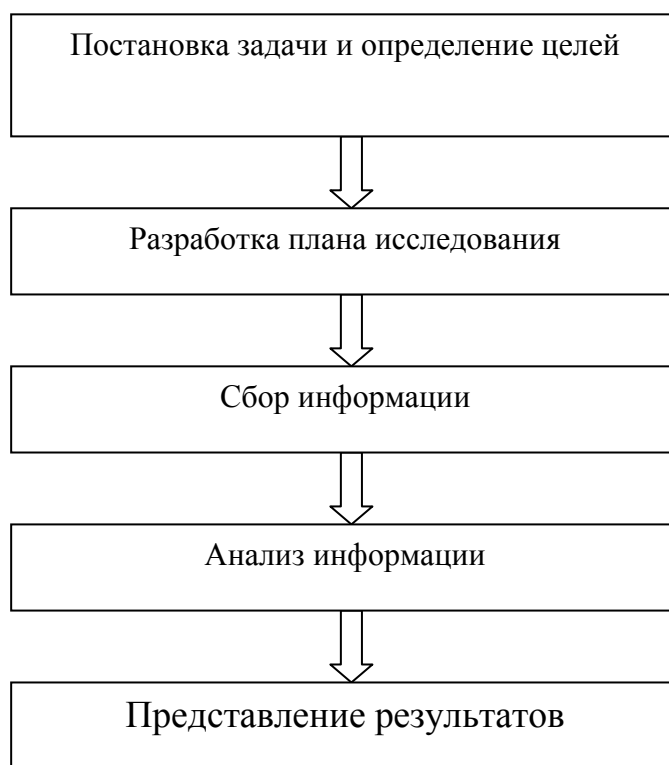 Постановка задачи и определение целей
Разработка плана исследования
Сбор информации
Анализ информации
Представление результатов